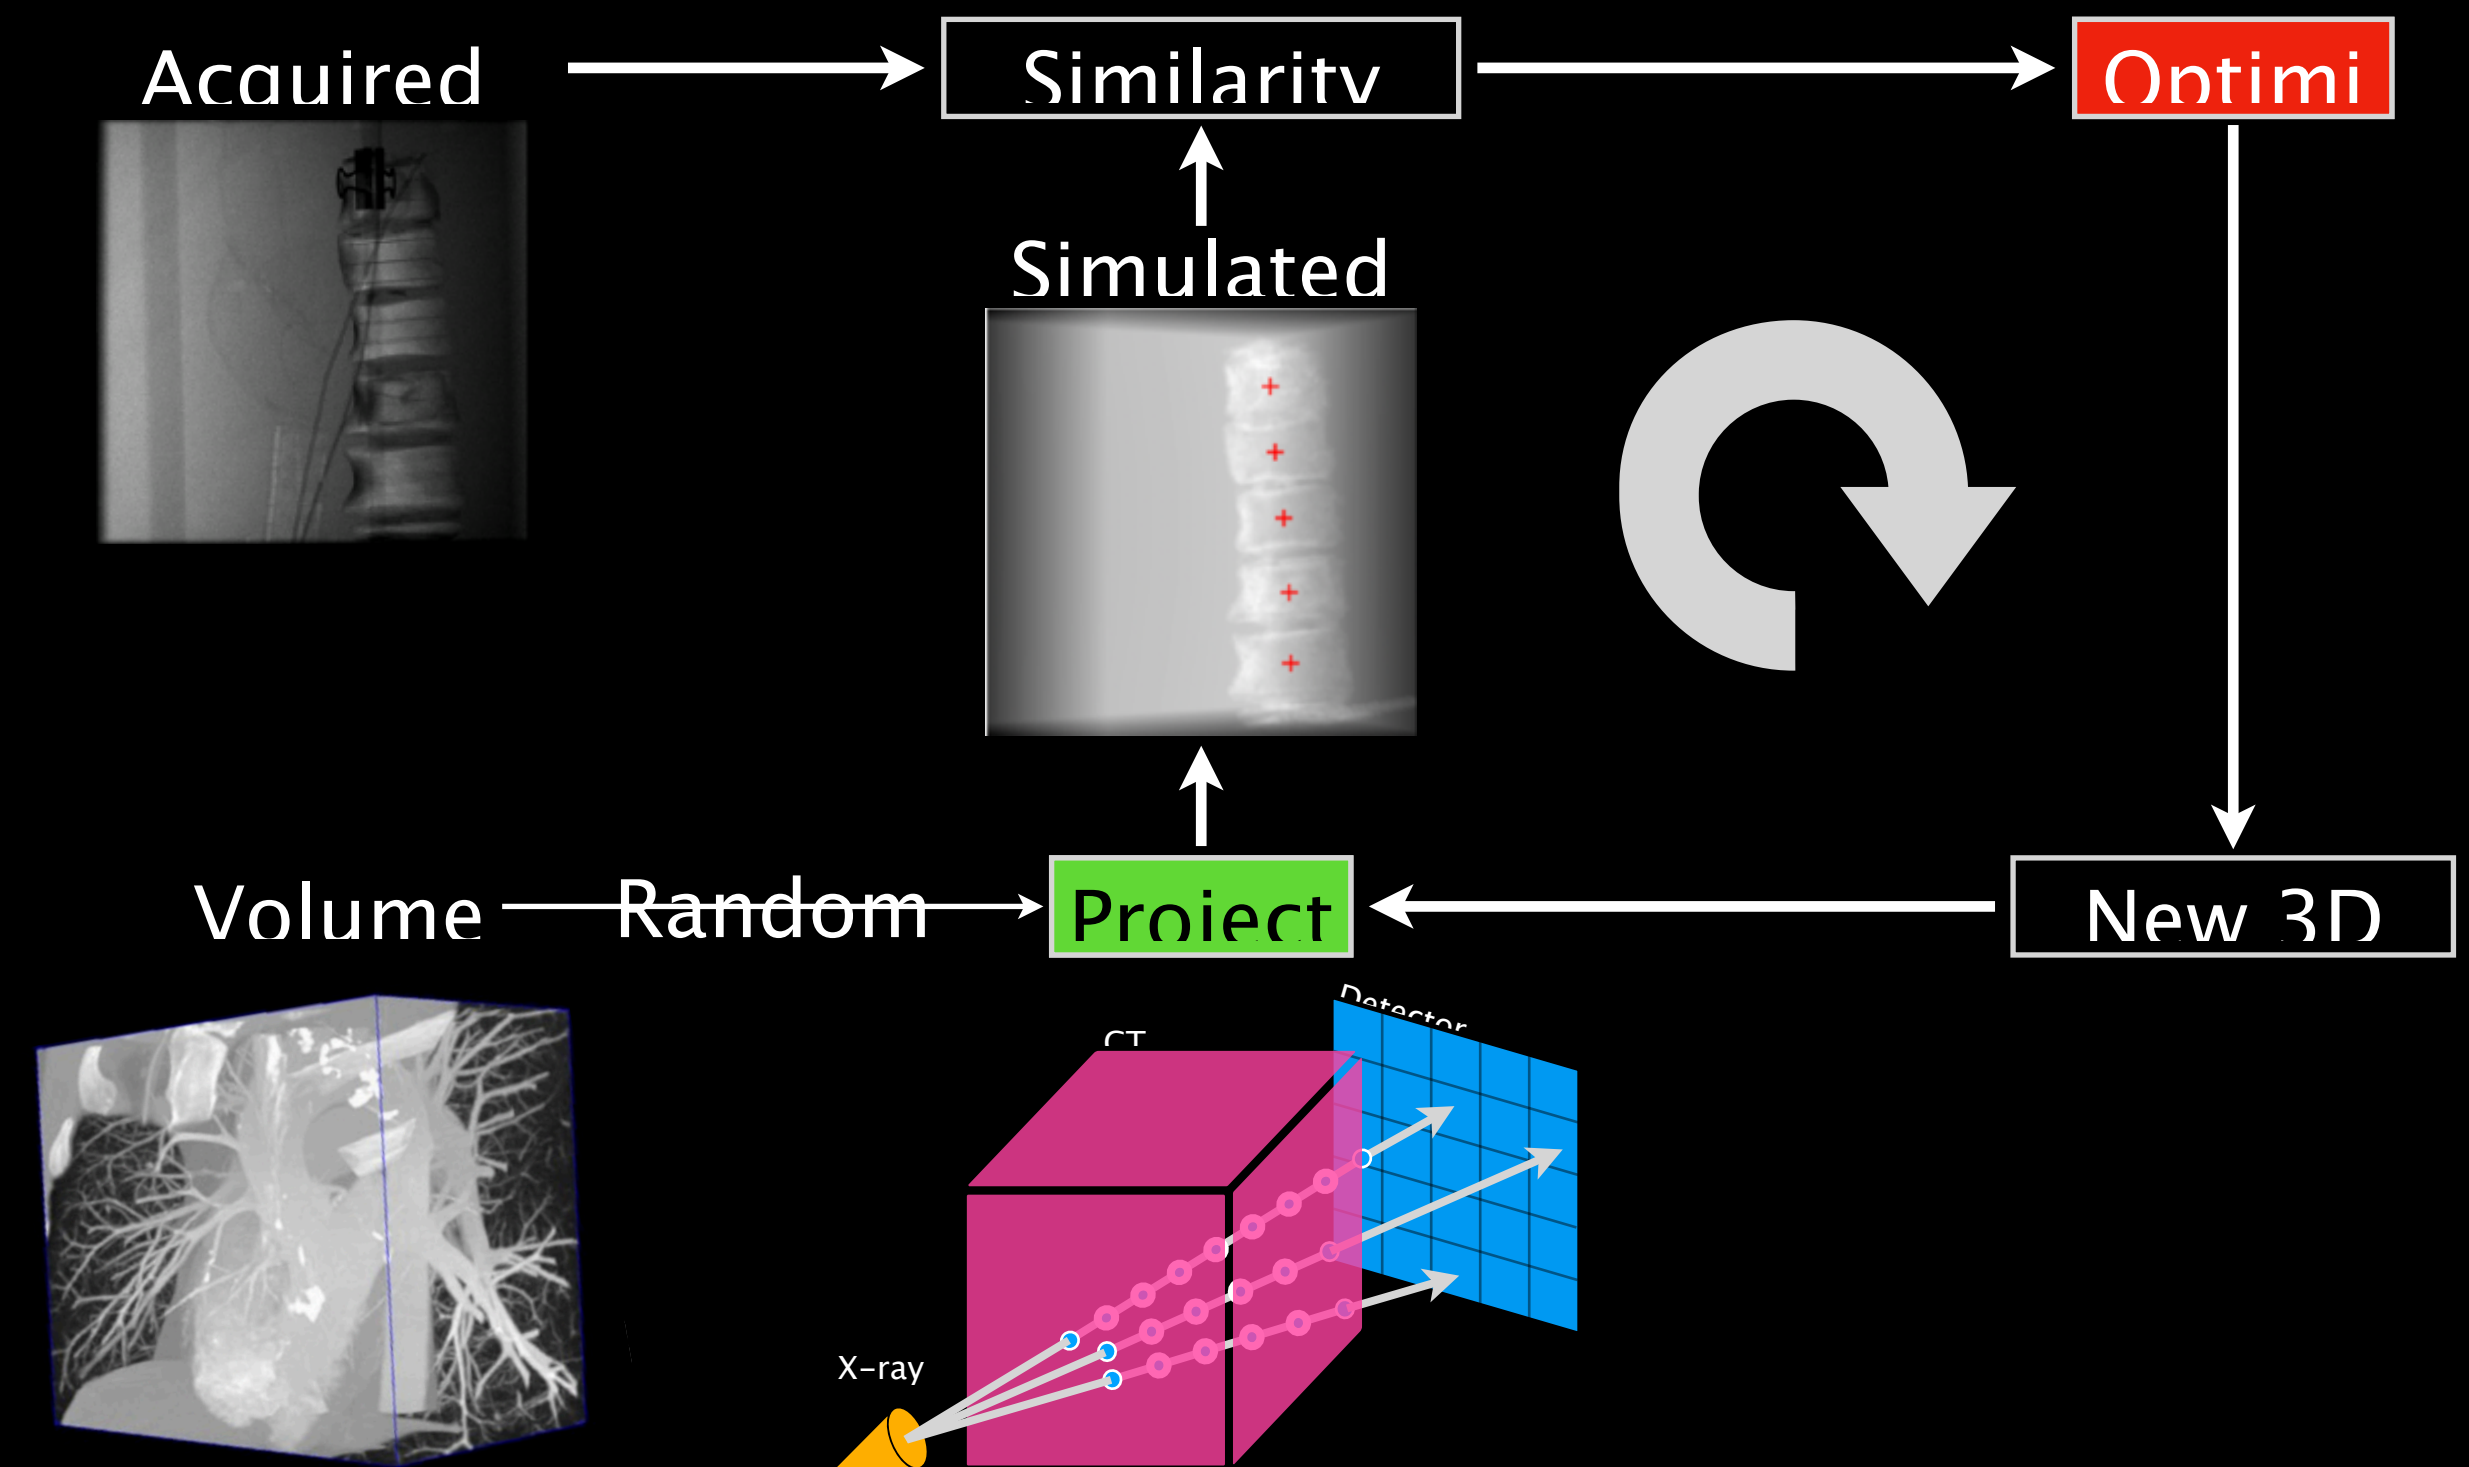 Acquired
Similarity
Optimi
Simulated
Volume
Random
Project
New 3D
Detector
CT
X-ray